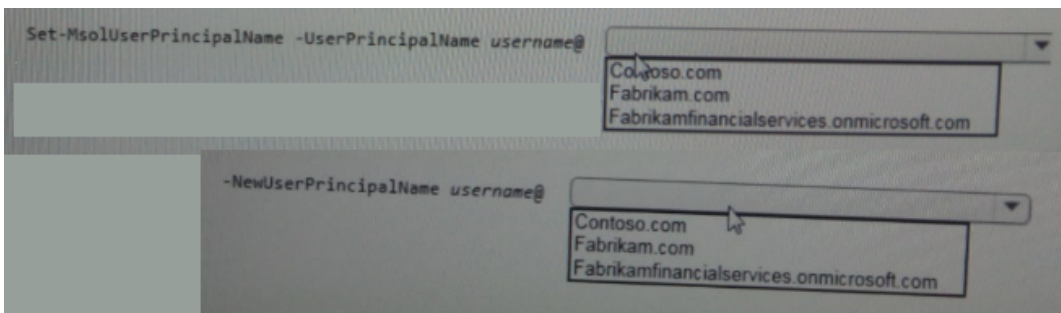 Set-MsolUserPrincipalName -UserPrincipalName username@
Contoso.com
Fabrikam.com
Fabrikamfinancialservices.onmicrosoft.com
-NewUserPrincipalName username@
Contoso.com
Fabrikam.com
Fabrikamfinancialservices.onmicrosoft.com